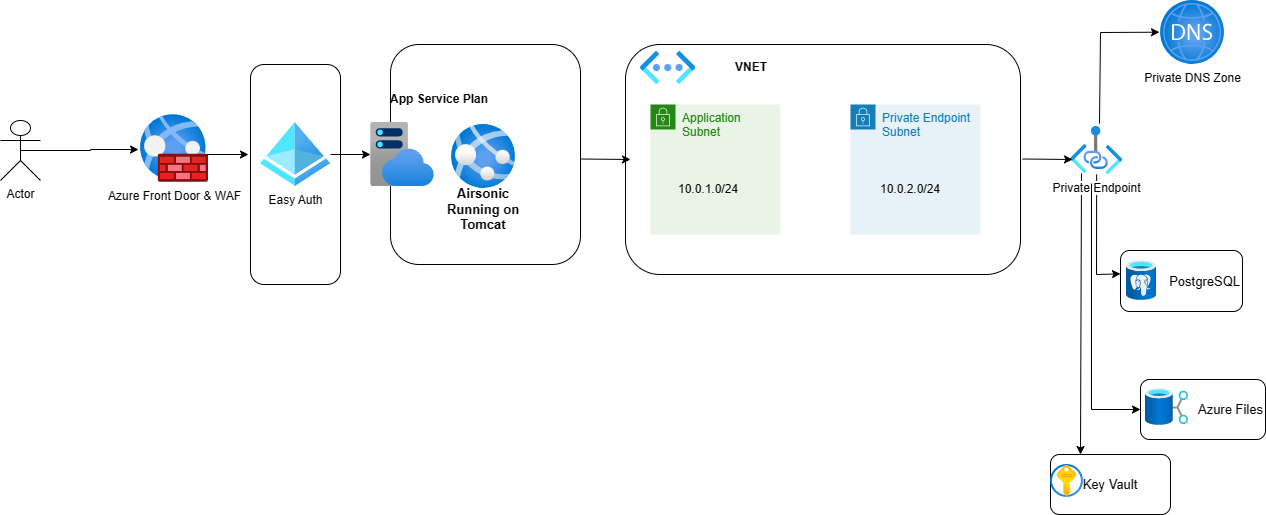 Actor
Azure Front Door & WAF
Easy Auth
App Service Plan
Airsonic
Running on
Tomcat
VNET
Application
Subnet
10.0.1.0/24
Private Endpoint
Subnet
10.0.2.0/24
DNS
Private DNS Zone
Private Endpoint
PostgreSQL
Azure Files
Key Vault